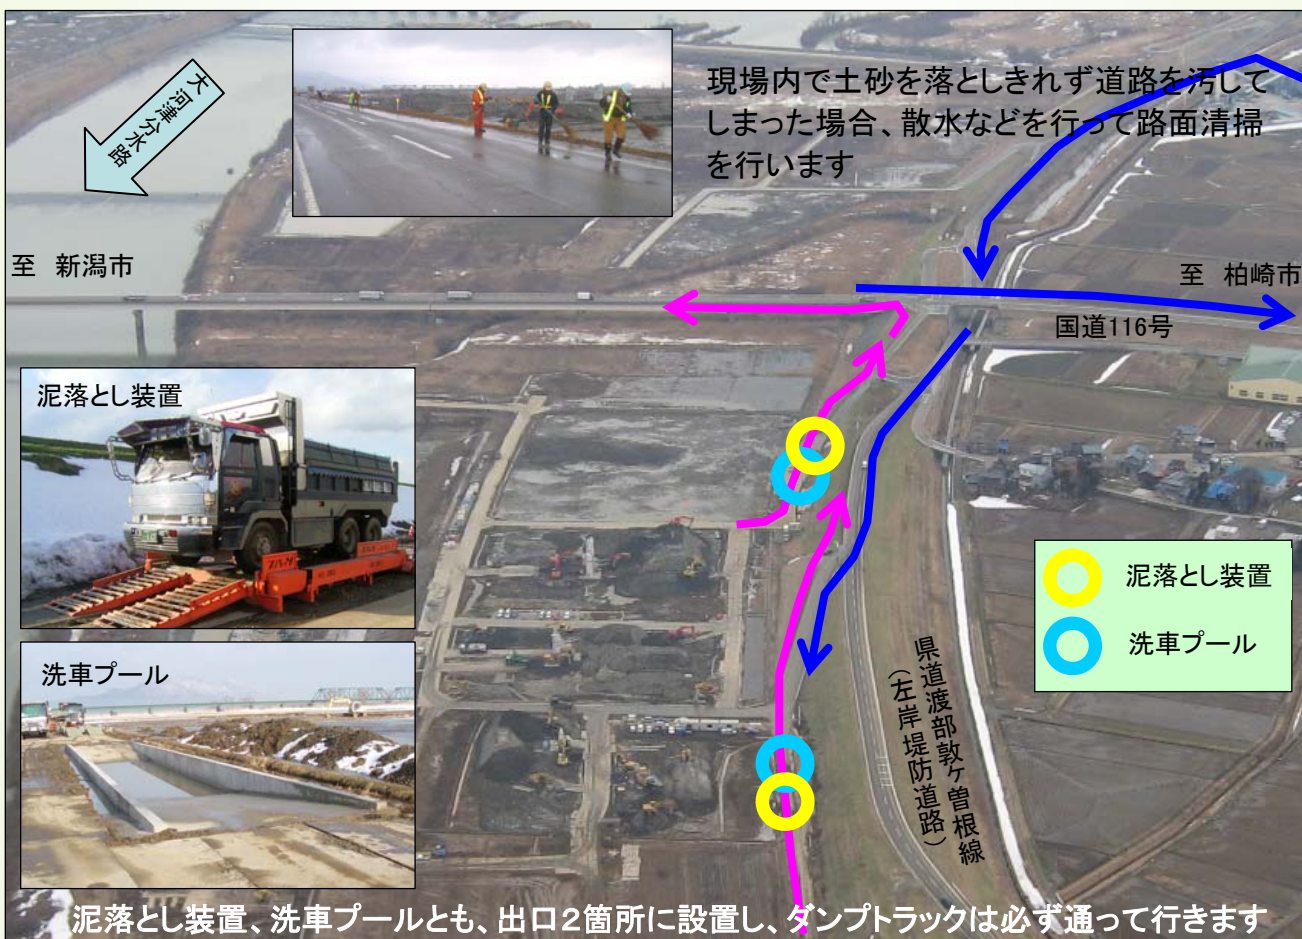 大河津分水路
現場内で土砂を落としきれず道路を汚して
しまった場合、散水などを行って路面清掃
を行います
至 新潟市
至 柏崎市
国道116号
泥落とし装置
洗車プール
泥落とし装置
洗車プール
県道渡部敦ケ曽根線
（左岸堤防道路）
泥落とし装置、洗車プールとも、出口２箇所に設置し、ダンプトラックは必ず通って行きます